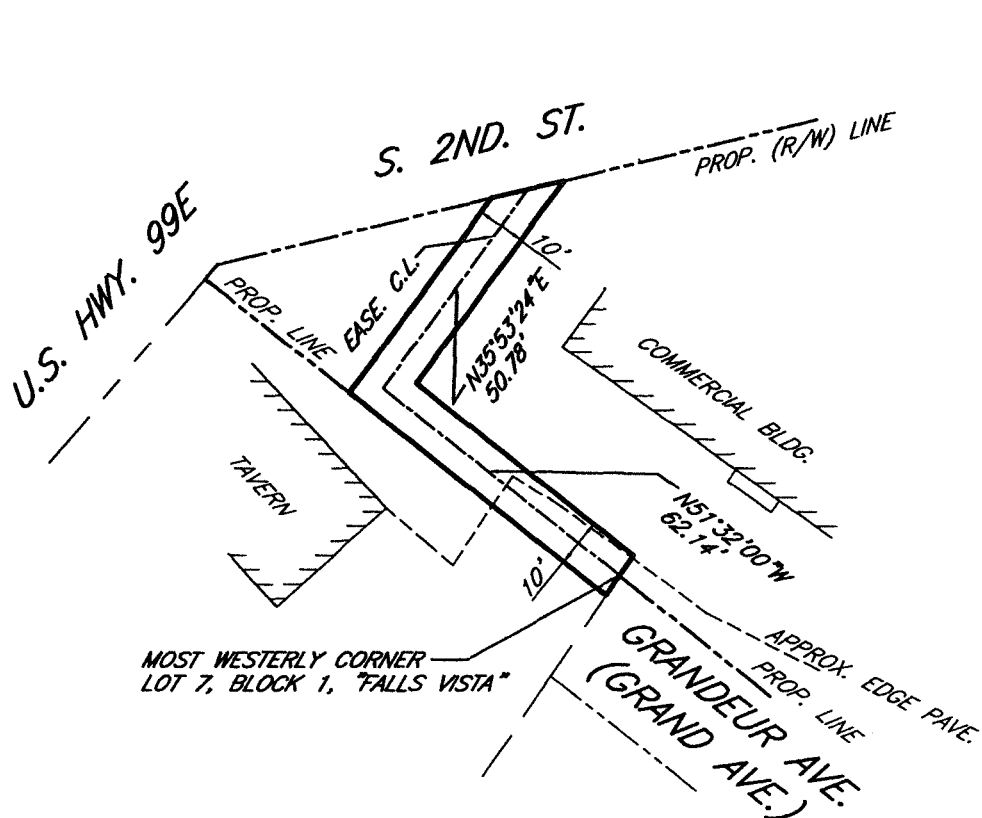 S. 2ND. ST.
PROP. (R/W) LINE
U.S. HWY. 99E
PROP. LINE
EASE. C.L.
10'
N35°53'24"E
50.78'
COMMERCIAL BLDG.
TAVERN
N51°32'00"W
62.14'
10'
MOST WESTERLY CORNER
LOT 7, BLOCK 1, "FALLS VISTA"
GRANDEUR AVE.
(GRAND AVE.)
APPROX. EDGE PAVE.
PROP. LINE